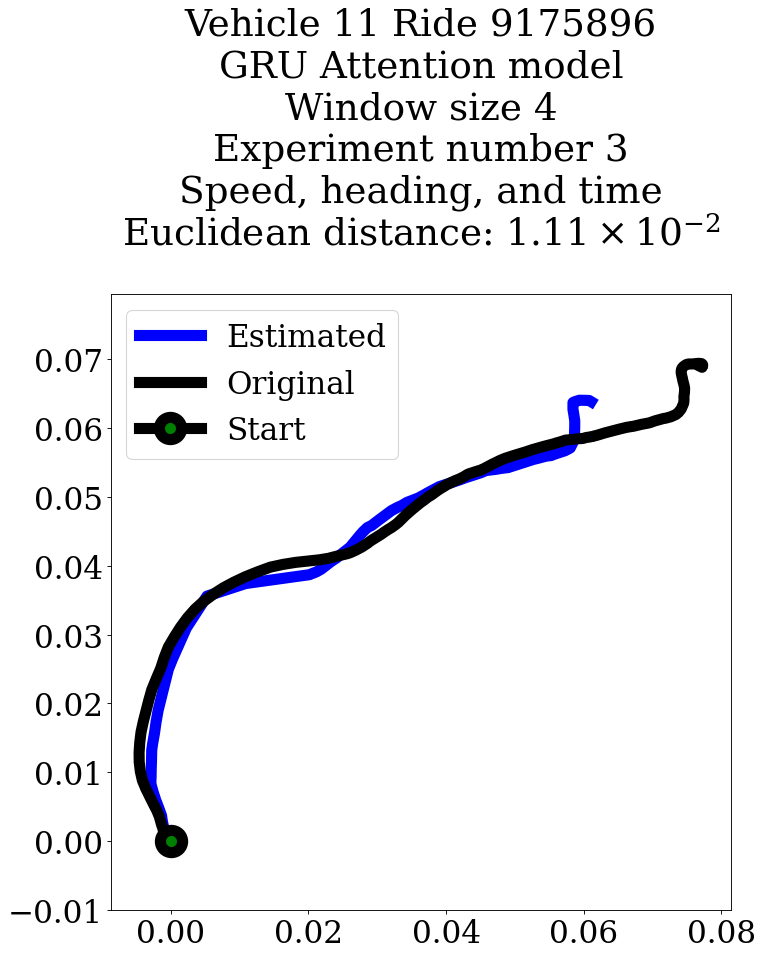 Vehicle 11 Ride 9175896
GRU Attention model
Window size 4
Experiment number 3
Speed, heading, and time
Euclidean distance: 1.11 × 10⁻²
Estimated
Original
Start
0.07
0.06
0.05
0.04
0.03
0.02
0.01
0.00
−0.01
0.00 0.02 0.04 0.06 0.08